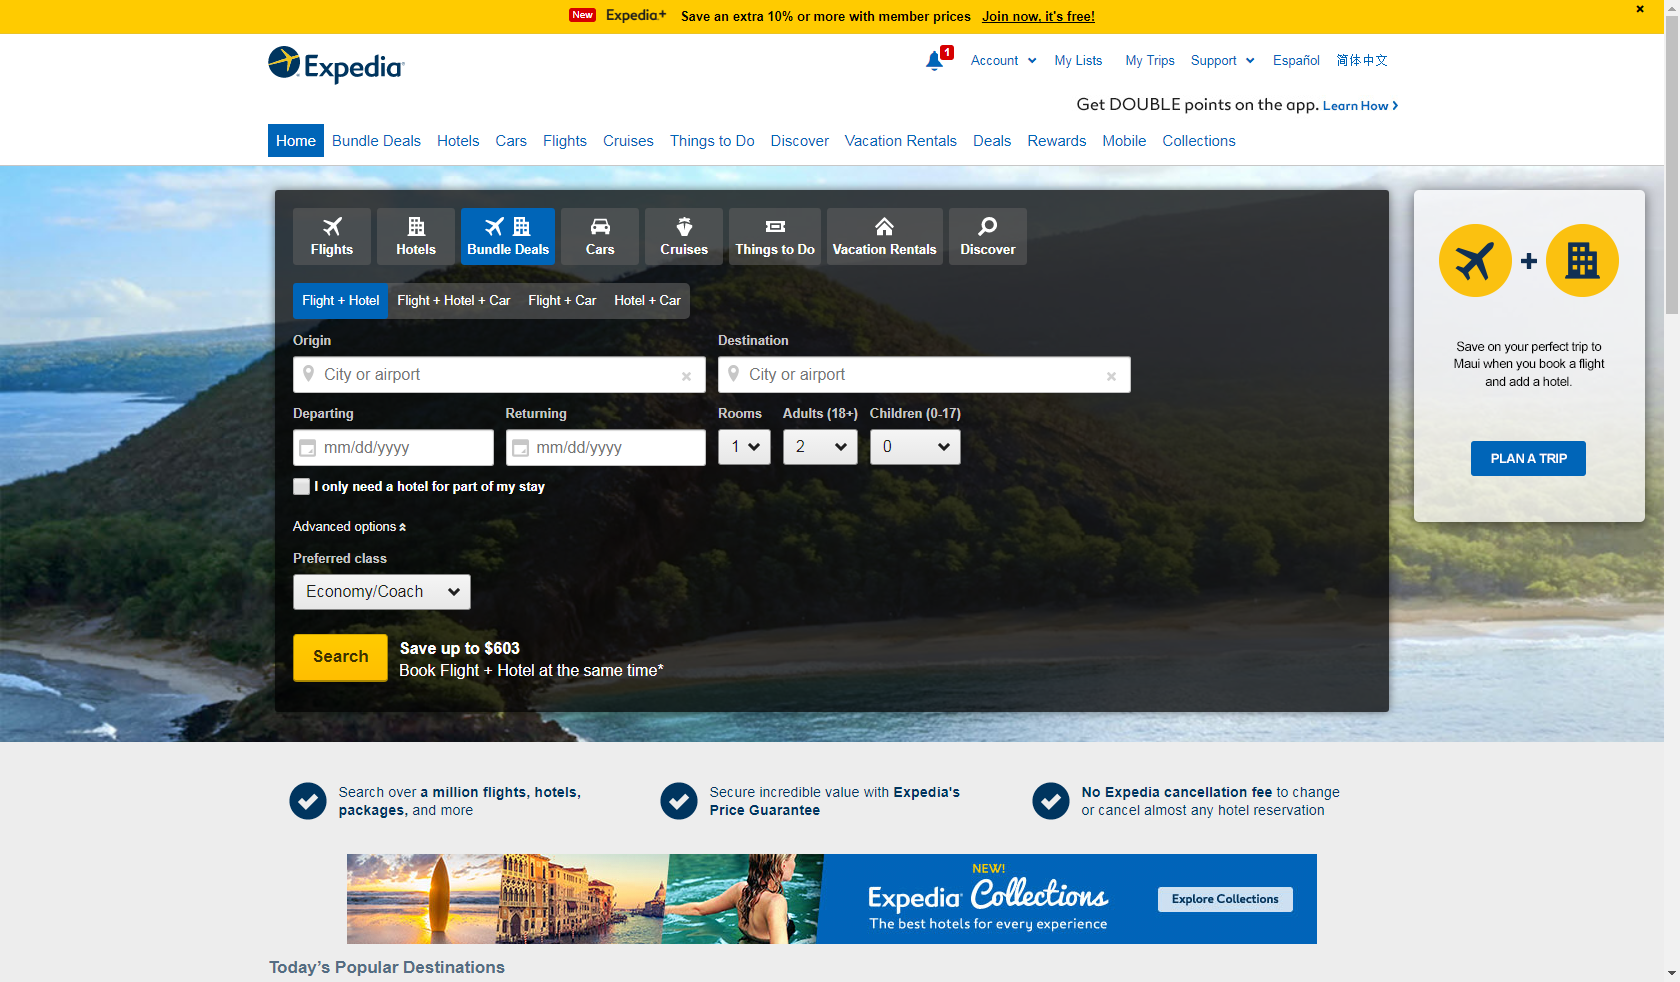 New Expedia+ Save an extra 10% or more with member prices Join now, it's free!
Expedia
1 Account My Lists My Trips Support Español 简体中文
Get DOUBLE points on the app. Learn How
Home Bundle Deals Hotels Cars Flights Cruises Things to Do Discover Vacation Rentals Deals Rewards Mobile Collections
Flights Hotels Bundle Deals Cars Cruises Things to Do Vacation Rentals Discover
Flight + Hotel Flight + Hotel + Car Flight + Car Hotel + Car
Origin Destination
City or airport City or airport
Departing Returning Rooms Adults (18+) Children (0-17)
mm/dd/yyyy mm/dd/yyyy 1 2 0
I only need a hotel for part of my stay
Advanced options
Preferred class
Economy/Coach
Search
Save up to $603
Book Flight + Hotel at the same time*
+
Save on your perfect trip to
Maui when you book a flight
and add a hotel.
PLAN A TRIP
Search over a million flights, hotels,
packages, and more
Secure incredible value with Expedia's
Price Guarantee
No Expedia cancellation fee to change
or cancel almost any hotel reservation
NEW!
Expedia Collections
The best hotels for every experience
Explore Collections
Today's Popular Destinations